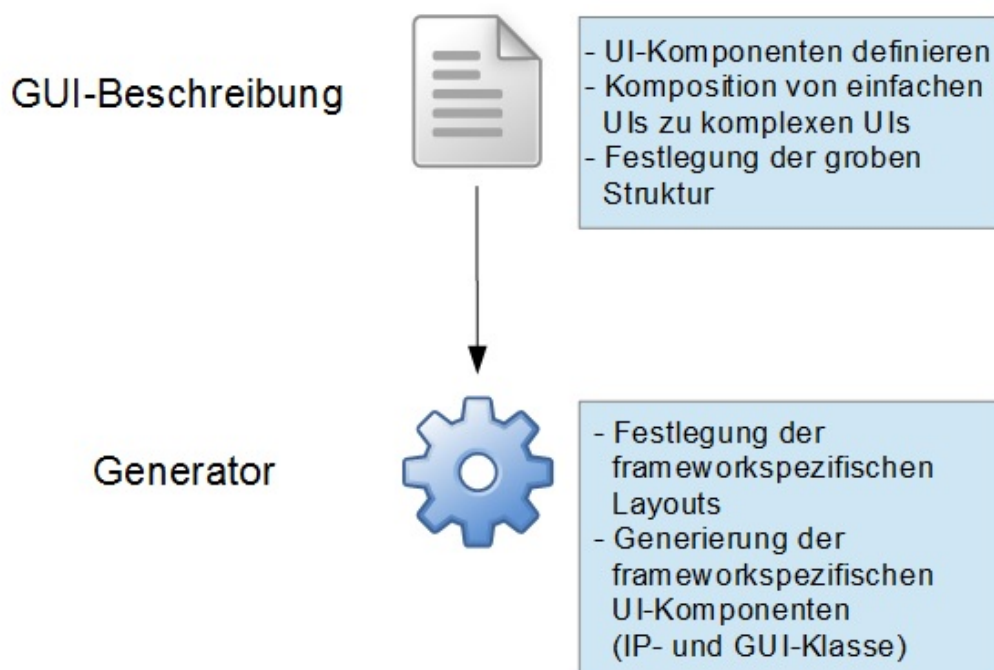 GUI-Beschreibung
- UI-Komponenten definieren
- Komposition von einfachen
UIs zu komplexen UIs
- Festlegung der groben
Struktur
Generator
- Festlegung der
frameworkspezifischen
Layouts
- Generierung der
frameworkspezifischen
UI-Komponenten
(IP- und GUI-Klasse)